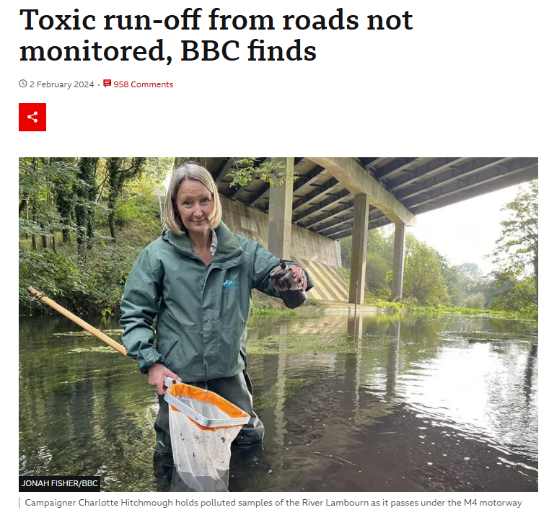 Toxic run-off from roads not
monitored, BBC finds
2 February 2024 • 958 Comments
JONAH FISHER/BBC
Campaigner Charlotte Hitchmough holds polluted samples of the River Lambourn as it passes under the M4 motorway